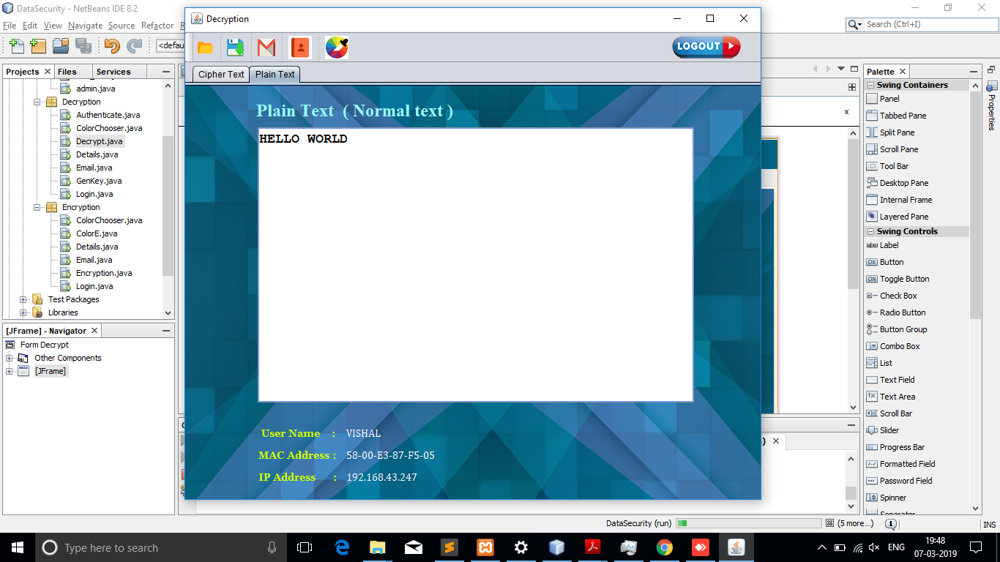 DataSecurity - NetBeans IDE 8.2
File Edit View Navigate Source Refactor
Search (Ctrl+I)
<defau
Decryption
LOGOUT
Cipher Text Plain Text
Plain Text ( Normal text )
HELLO WORLD
User Name : VISHAL
MAC Address : 58-00-E3-87-F5-05
IP Address : 192.168.43.247
Projects Files Services
admin.java
Decryption
Authenticate.java
ColorChooser.java
Decrypt.java
Details.java
Email.java
GenKey.java
Login.java
Encryption
ColorChooser.java
ColorE.java
Details.java
Email.java
Encryption.java
Login.java
Test Packages
Libraries
[JFrame] - Navigator
Form Decrypt
Other Components
[JFrame]
x
Palette
Swing Containers
Panel
Tabbed Pane
Split Pane
Scroll Pane
Tool Bar
Desktop Pane
Internal Frame
Layered Pane
Swing Controls
label Label
OK Button
ON Toggle Button
Check Box
Radio Button
Button Group
Combo Box
List
Text Field
Text Area
Scroll Bar
Slider
Progress Bar
Formatted Field
Password Field
Spinner
Separator
Properties
DataSecurity (run) (5 more...) 1 INS
Type here to search
ENG
19:48
07-03-2019